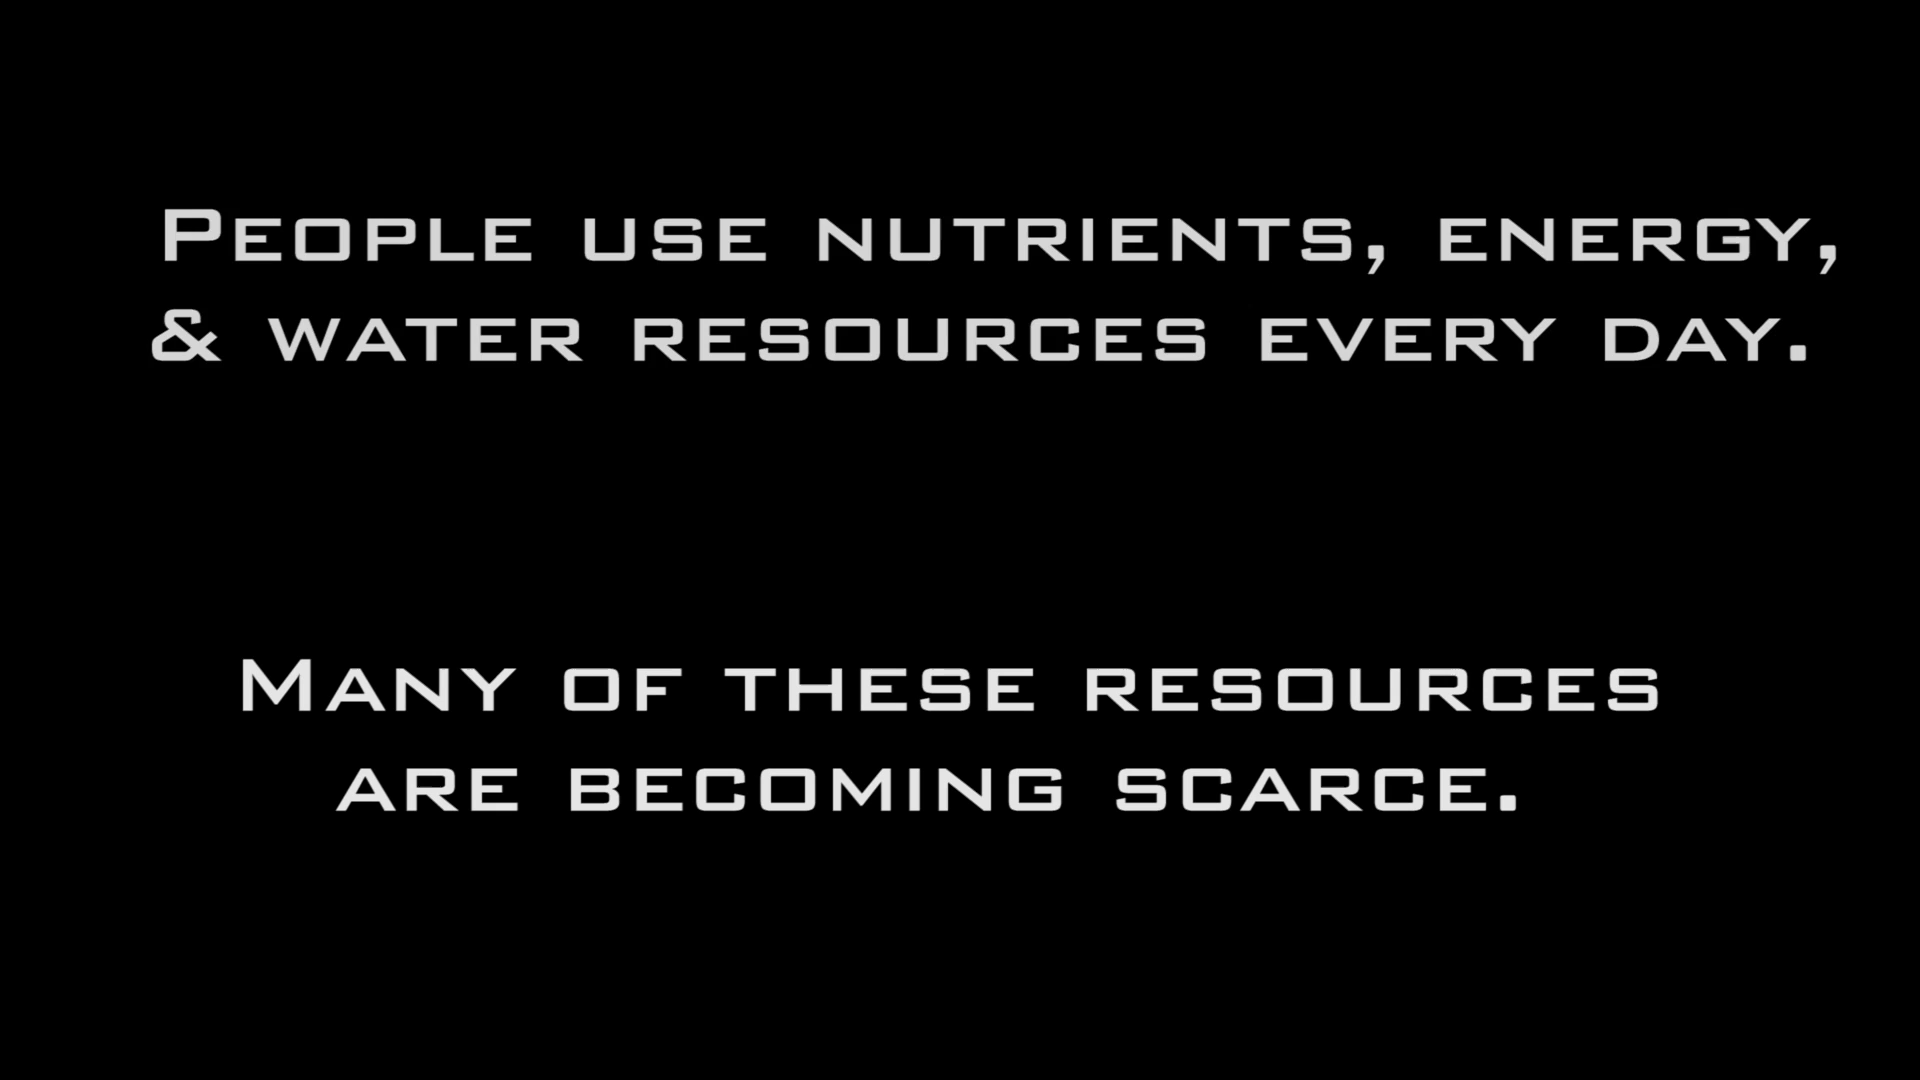 People use nutrients, energy,
& water resources every day.
Many of these resources
are becoming scarce.